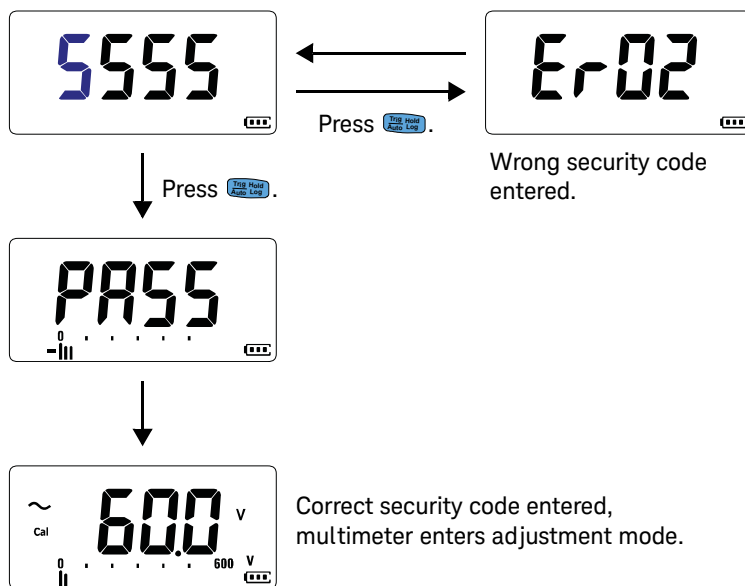 5555
Er02
Press Trig Hold Auto Log.
Wrong security code
entered.
Press Trig Hold Auto Log.
PASS
0
Correct security code entered,
multimeter enters adjustment mode.
Cal
60.0 V
0 600 V